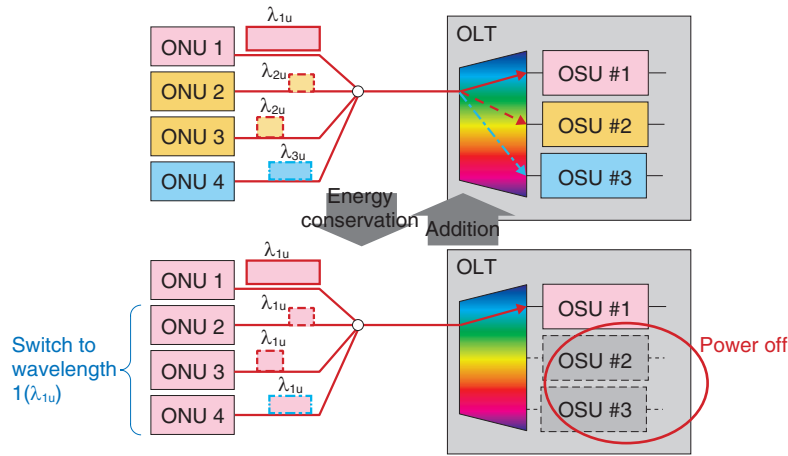 λ1u
OLT
ONU 1
OSU #1
λ2u
ONU 2
λ2u
OSU #2
ONU 3
λ3u
ONU 4
OSU #3
Energy
conservation
Addition
λ1u
OLT
ONU 1
OSU #1
λ1u
ONU 2
Switch to
wavelength
1(λ1u)
λ1u
OSU #2
Power off
ONU 3
λ1u
OSU #3
ONU 4